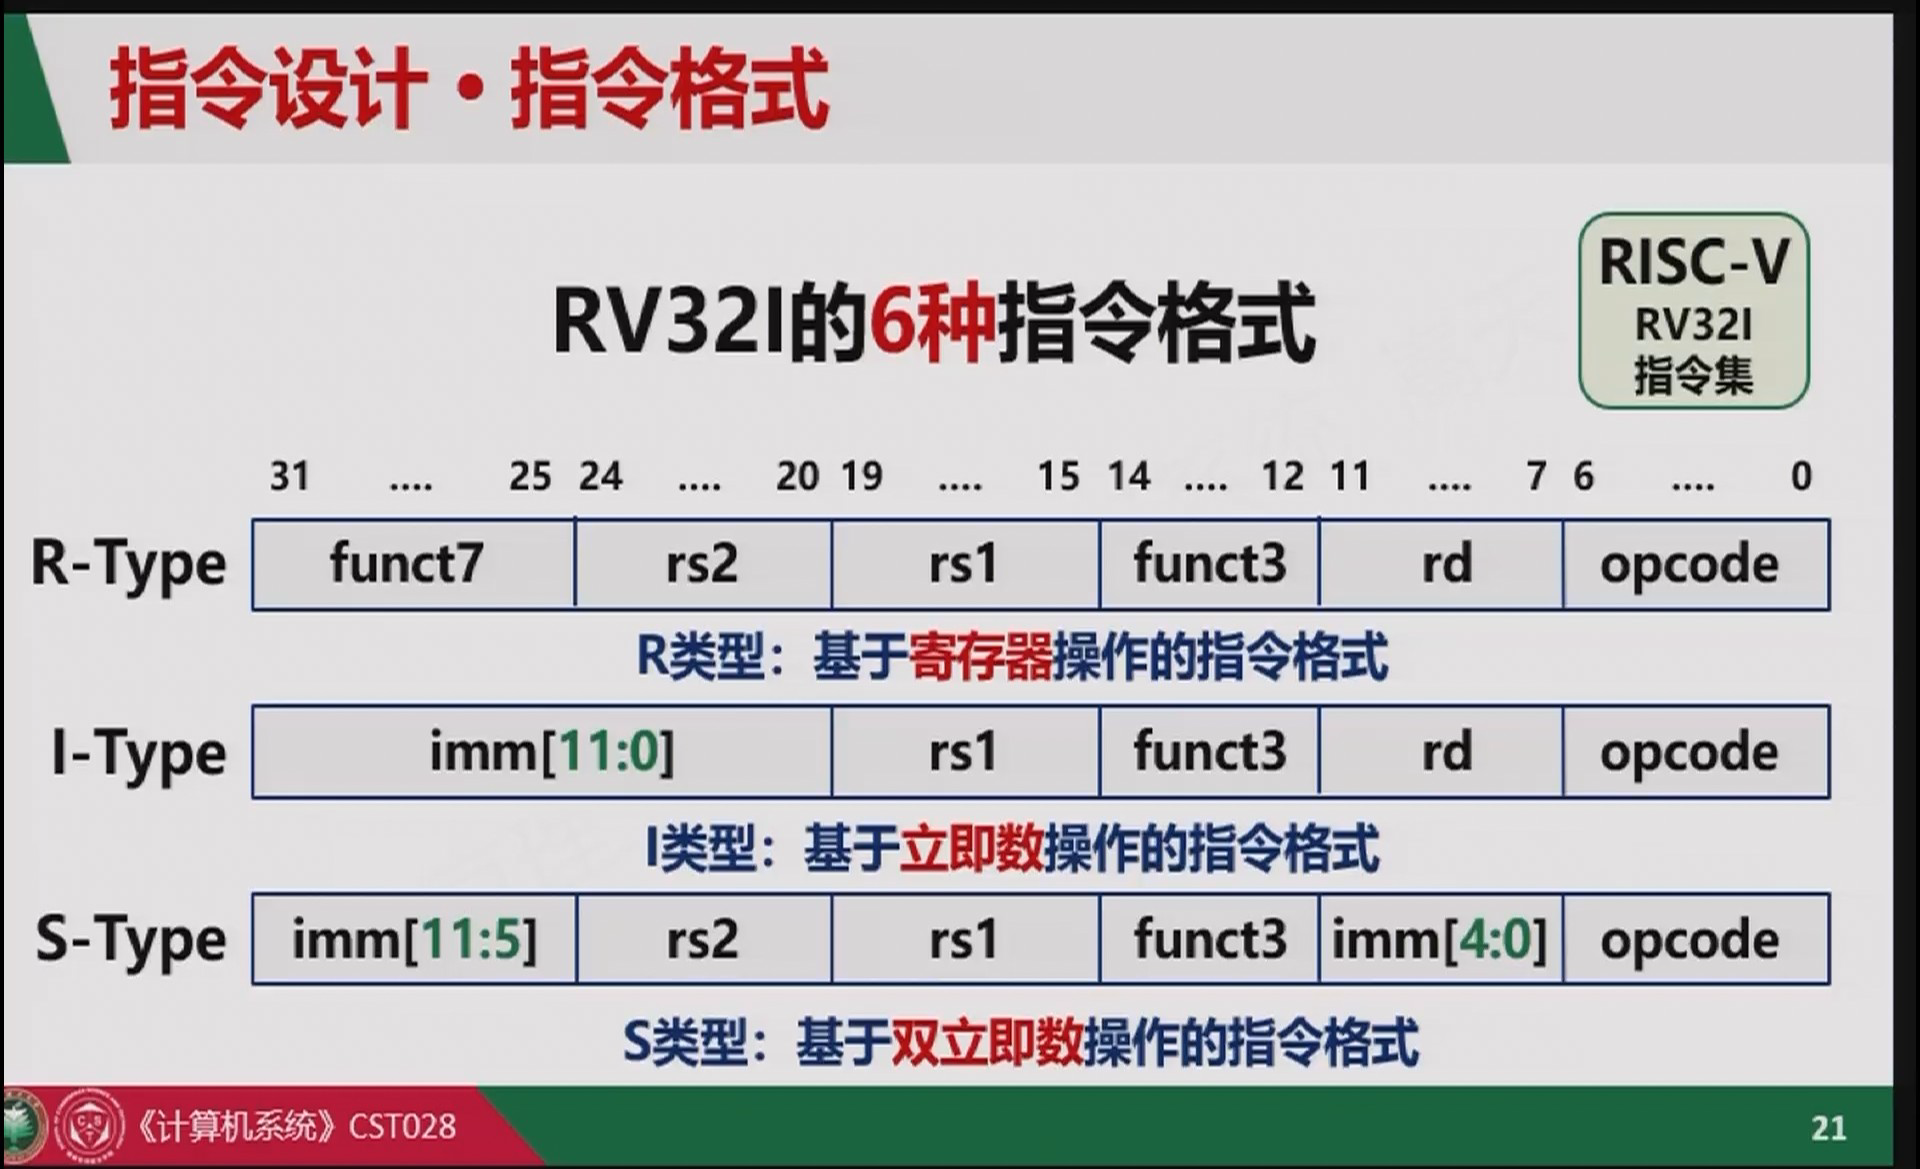 指令设计·指令格式
RV32I的6种指令格式
RISC-V
RV32I
指令集
31 .... 25 24 .... 20 19 .... 15 14 .... 12 11 .... 7 6 .... 0
R-Type funct7 rs2 rs1 funct3 rd opcode
R类型：基于寄存器操作的指令格式
I-Type imm[11:0] rs1 funct3 rd opcode
I类型：基于立即数操作的指令格式
S-Type imm[11:5] rs2 rs1 funct3 imm[4:0] opcode
S类型：基于双立即数操作的指令格式
《计算机系统》CST028
21